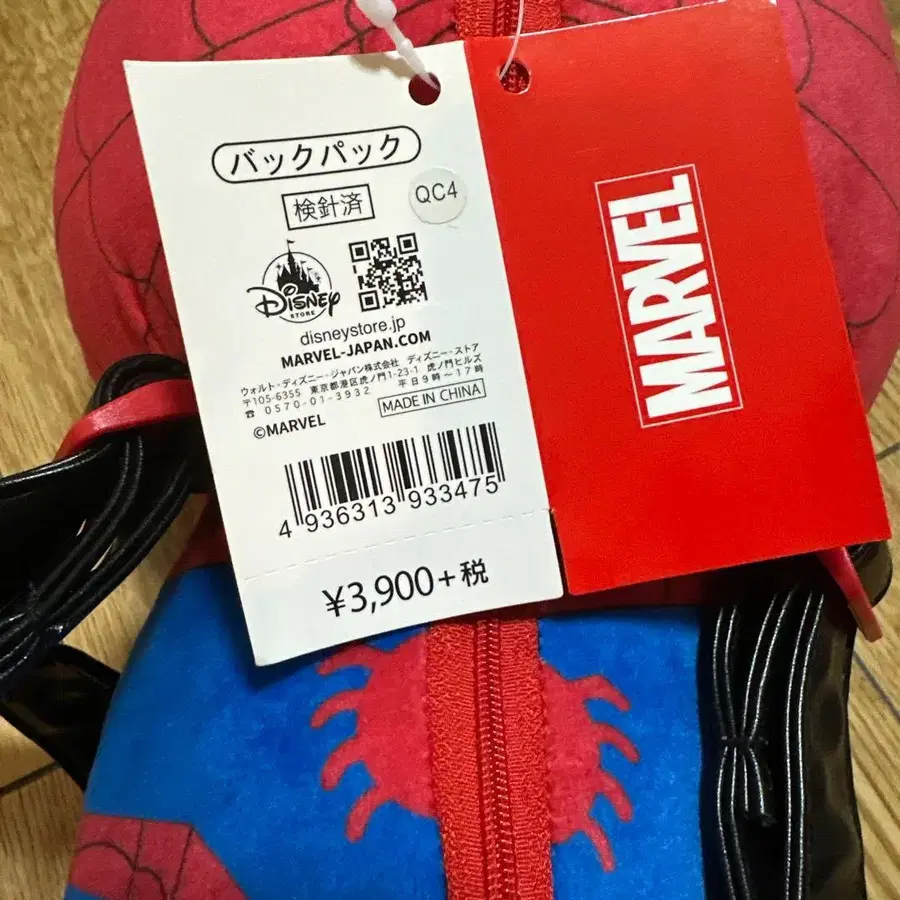 バックパック
検針済
QC4
Disney
STORE
disneystore.jp
MARVEL-JAPAN.COM
ウォルト・ディズニー・ジャパン株式会社 ディズニー・ストア
〒105-6355 東京都港区虎ノ門1-23-1 虎ノ門ヒルズ
☎ 0570-01-3932 平日9時～17時
MADE IN CHINA
©MARVEL
4 936313 933475
¥3,900+税
MARVEL